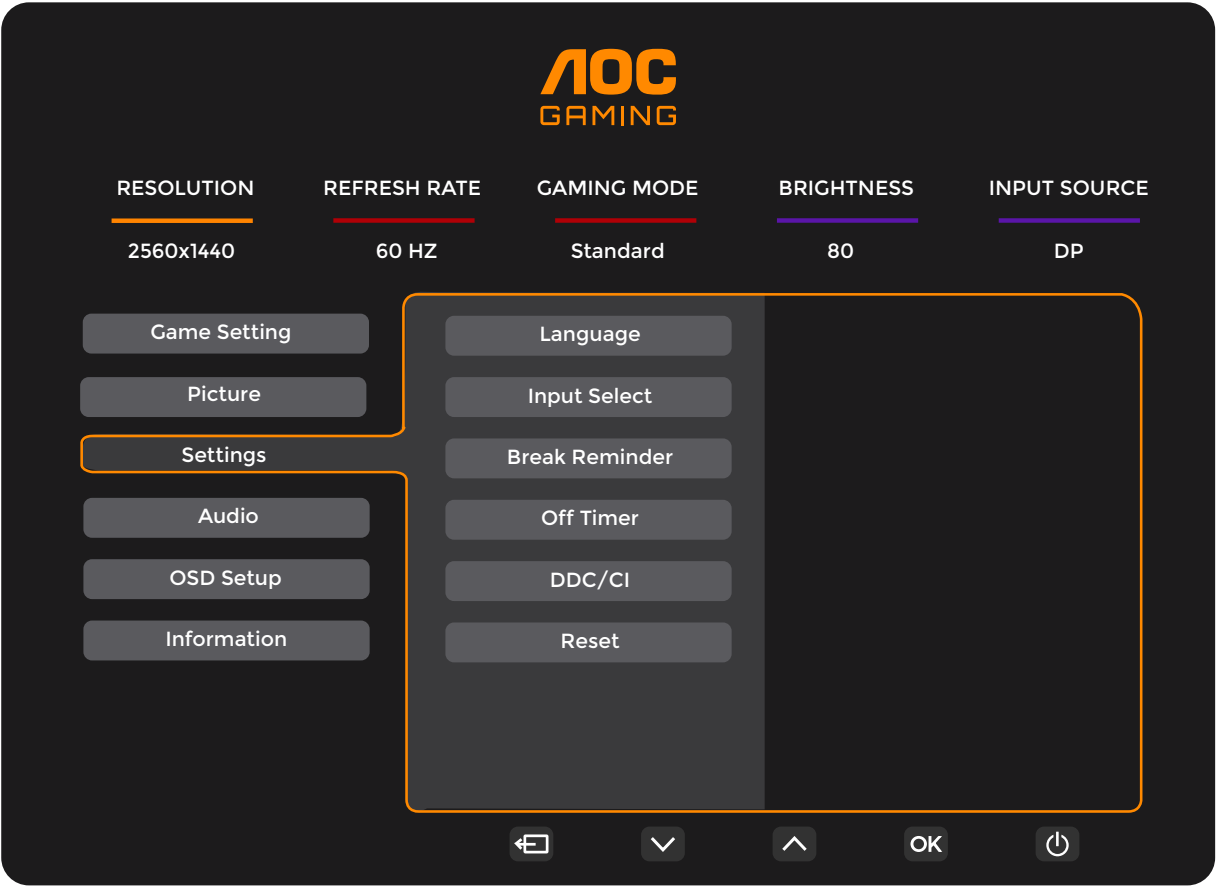 AOC
GAMING
RESOLUTION REFRESH RATE GAMING MODE BRIGHTNESS INPUT SOURCE
2560x1440 60 HZ Standard 80 DP
Game Setting Language
Picture Input Select
Settings Break Reminder
Audio Off Timer
OSD Setup DDC/CI
Information Reset
OK